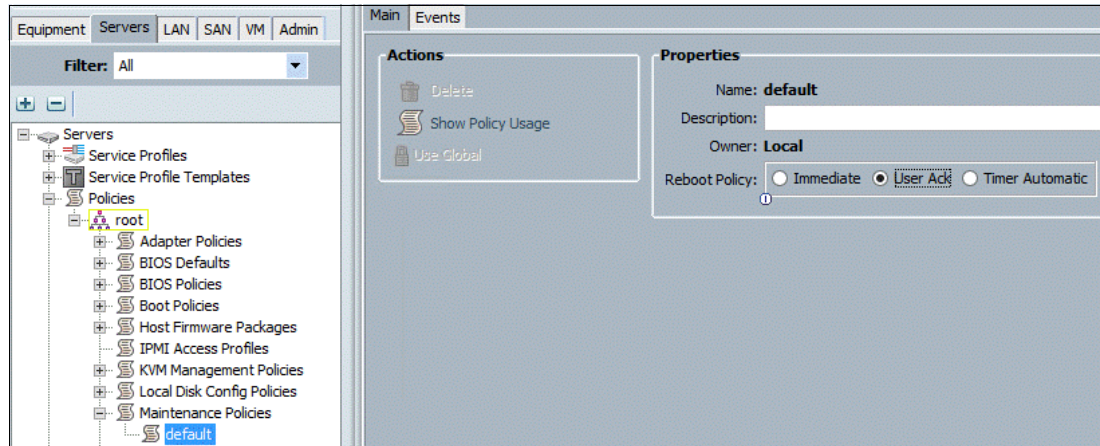 Equipment Servers LAN SAN VM Admin
Filter: All
Servers
Service Profiles
Service Profile Templates
Policies
root
Adapter Policies
BIOS Defaults
BIOS Policies
Boot Policies
Host Firmware Packages
IPMI Access Profiles
KVM Management Policies
Local Disk Config Policies
Maintenance Policies
default
Main Events
Actions
Delete
Show Policy Usage
Use Global
Properties
Name: default
Description:
Owner: Local
Reboot Policy: Immediate User Ack Timer Automatic